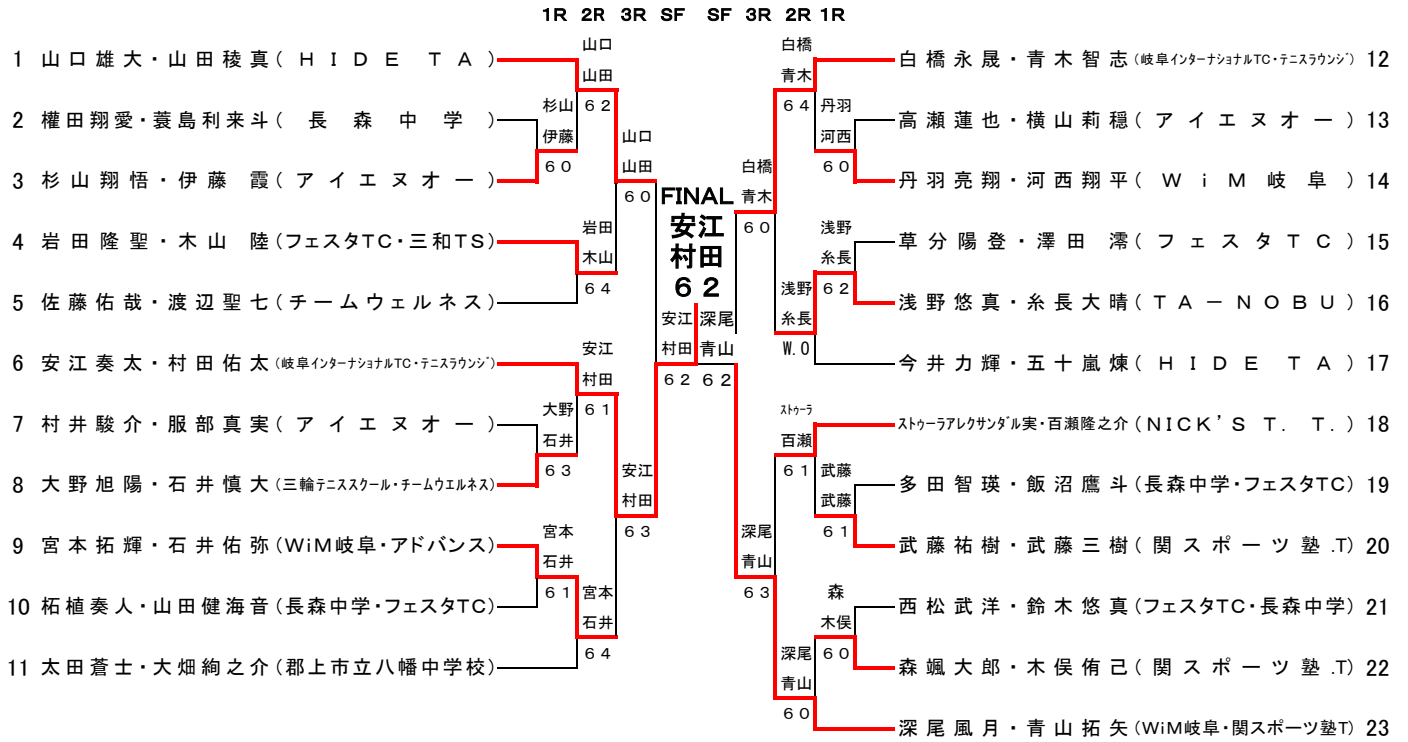 1R 2R 3R SF SF 3R 2R 1R
1 山口雄大・山田稜真(HIDE TA)
2 權田翔愛・蓑島利来斗(長森中学)
3 杉山翔悟・伊藤 霞(アイエヌオー)
4 岩田隆聖・木山 陸(フェスタTC・三和TS)
5 佐藤佑哉・渡辺聖七(チームウェルネス)
6 安江奏太・村田佑太(岐阜インターナショナルTC・テニスラウンジ)
7 村井駿介・服部真実(アイエヌオー)
8 大野旭陽・石井慎大(三輪テニススクール・チームウエルネス)
9 宮本拓輝・石井佑弥(WiM岐阜・アドバンス)
10 柘植奏人・山田健海音(長森中学・フェスタTC)
11 太田蒼士・大畑絢之介(郡上市立八幡中学校)
杉山
伊藤
60
大野
石井
63
宮本
石井
61
山口
山田
62
岩田
木山
64
安江
村田
61
宮本
石井
64
山口
山田
60
安江
村田
63
安江
村田
62
FINAL
安江
村田
62
深尾
青山
62
白橋
青木
60
深尾
青山
63
白橋
青木
64
浅野
糸長
W.O
ストゥーラ
百瀬
61
深尾
青山
60
丹羽
河西
60
浅野
糸長
62
武藤
武藤
61
森
木俣
60
白橋永晟・青木智志(岐阜インターナショナルTC・テニスラウンジ) 12
高瀬蓮也・横山莉穏(アイエヌオー) 13
丹羽亮翔・河西翔平(WiM岐阜) 14
草分陽登・澤田 澪(フェスタTC) 15
浅野悠真・糸長大晴(TA-NOBU) 16
今井力輝・五十嵐煉(HIDE TA) 17
ストゥーラアレクサンダル実・百瀬隆之介(NICK'S T. T.) 18
多田智瑛・飯沼鷹斗(長森中学・フェスタTC) 19
武藤祐樹・武藤三樹(関スポーツ塾.T) 20
西松武洋・鈴木悠真(フェスタTC・長森中学) 21
森颯大郎・木俣侑己(関スポーツ塾.T) 22
深尾風月・青山拓矢(WiM岐阜・関スポーツ塾T) 23